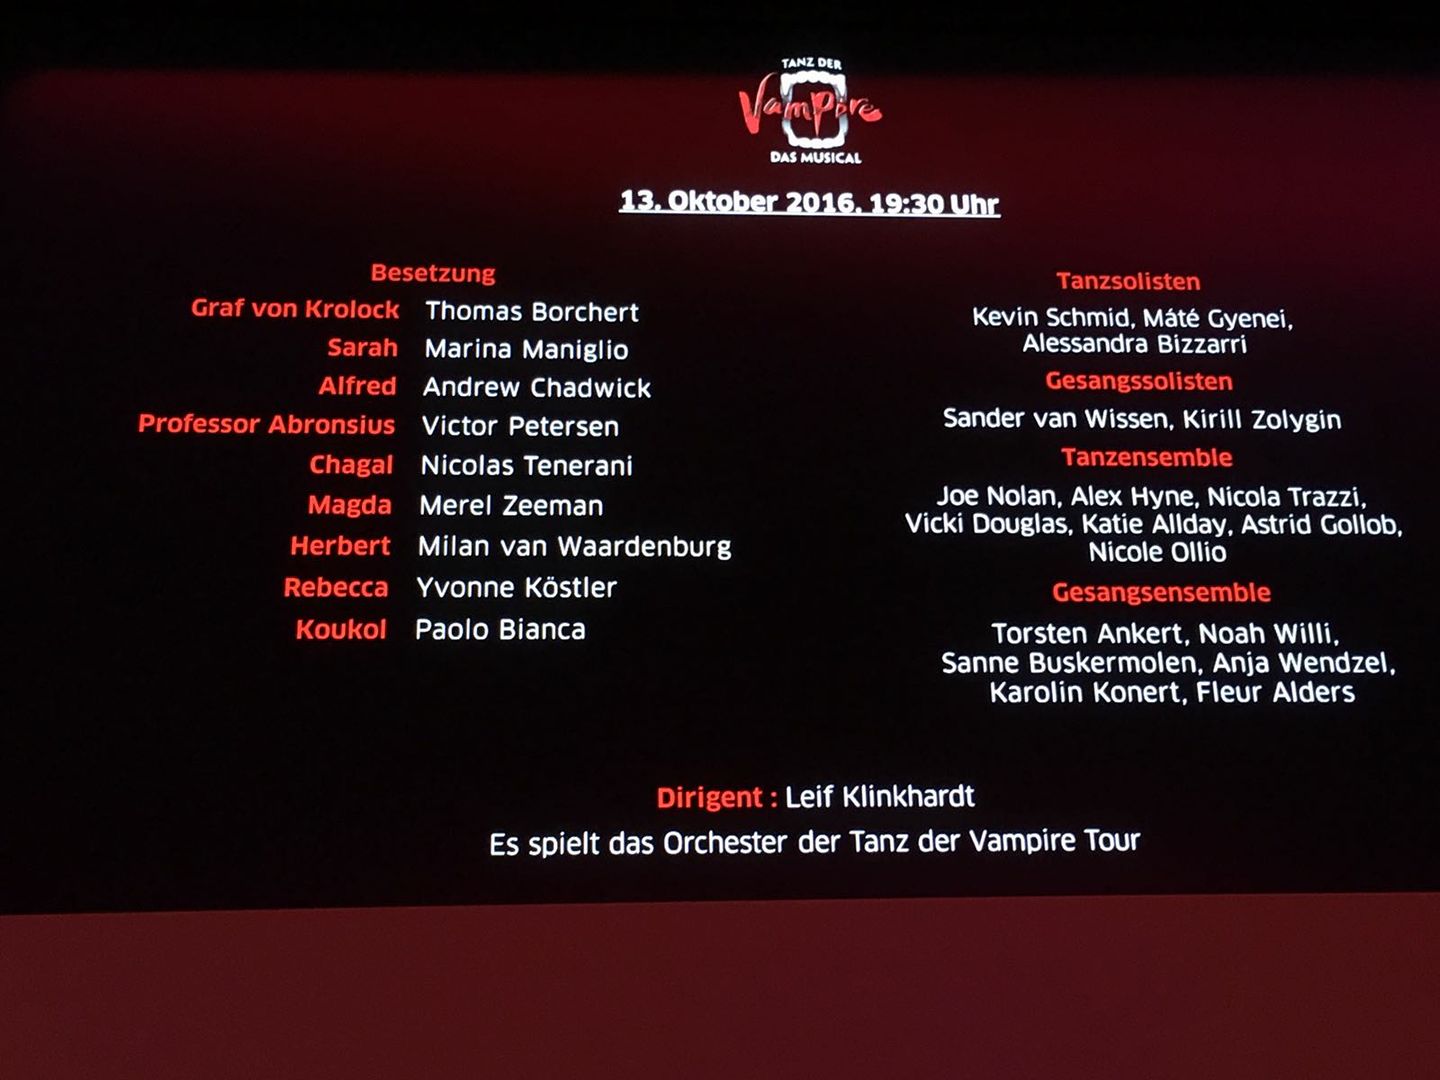 TANZ DER
Vampire
DAS MUSICAL
13. Oktober 2016, 19:30 Uhr
Besetzung
Graf von Krolock Thomas Borchert
Sarah Marina Maniglio
Alfred Andrew Chadwick
Professor Abronsius Victor Petersen
Chagal Nicolas Tenerani
Magda Merel Zeeman
Herbert Milan van Waardenburg
Rebecca Yvonne Köstler
Koukol Paolo Bianca
Tanzsolisten
Kevin Schmid, Máté Gyenei,
Alessandra Bizzarri
Gesangssolisten
Sander van Wissen, Kirill Zolygin
Tanzensemble
Joe Nolan, Alex Hyne, Nicola Trazzi,
Vicki Douglas, Katie Allday, Astrid Gollob,
Nicole Ollio
Gesangsensemble
Torsten Ankert, Noah Willi,
Sanne Buskermolen, Anja Wendzel,
Karolin Konert, Fleur Alders
Dirigent : Leif Klinkhardt
Es spielt das Orchester der Tanz der Vampire Tour